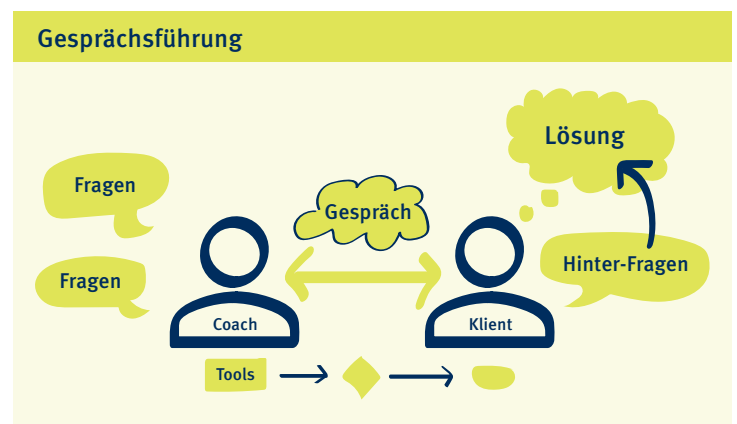 Gesprächsführung
Lösung
Fragen
Gespräch
Hinter-Fragen
Fragen
Coach
Klient
Tools